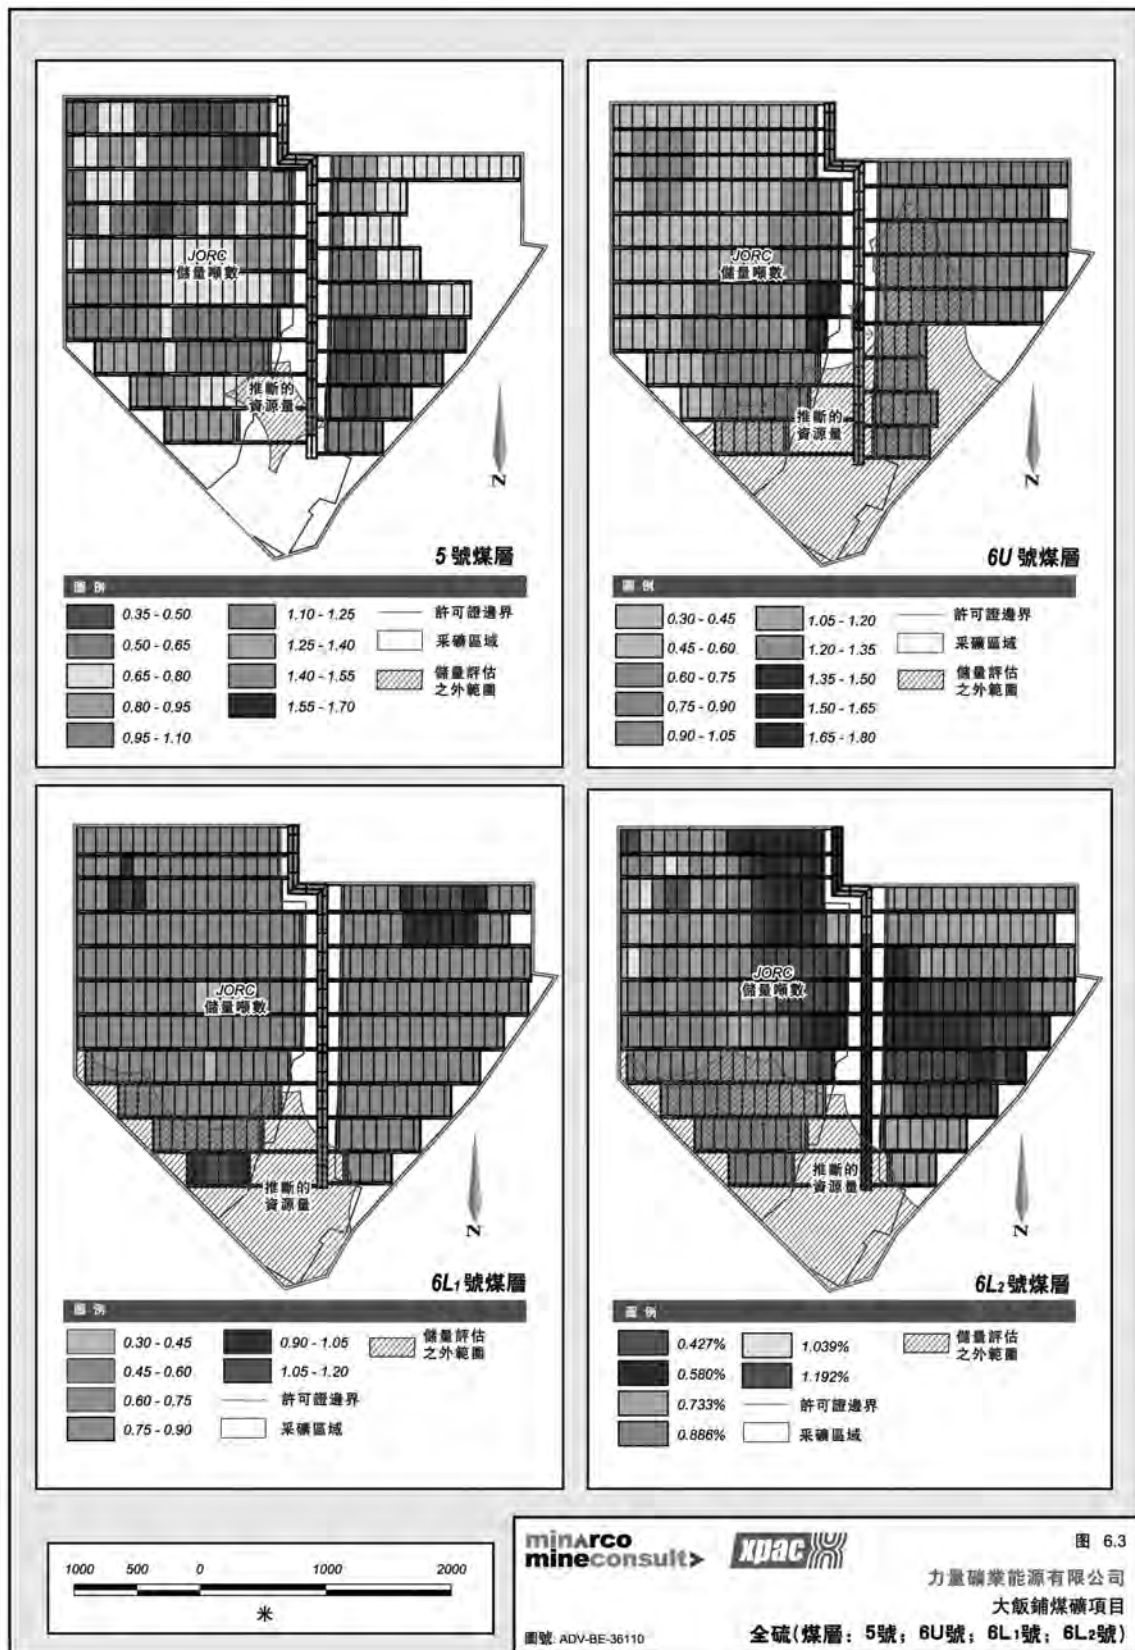 JORC
儲量噸數
推斷的
資源量
N
5 號煤層
圖 例
0.35 - 0.50
0.50 - 0.65
0.65 - 0.80
0.80 - 0.95
0.95 - 1.10
1.10 - 1.25
1.25 - 1.40
1.40 - 1.55
1.55 - 1.70
許可證邊界
采礦區域
儲量評估
之外範圍
JORC
儲量噸數
推斷的
資源量
N
6U 號煤層
圖 例
0.30 - 0.45
0.45 - 0.60
0.60 - 0.75
0.75 - 0.90
0.90 - 1.05
1.05 - 1.20
1.20 - 1.35
1.35 - 1.50
1.50 - 1.65
1.65 - 1.80
許可證邊界
采礦區域
儲量評估
之外範圍
JORC
儲量噸數
推斷的
資源量
N
6L1 號煤層
圖 例
0.30 - 0.45
0.45 - 0.60
0.60 - 0.75
0.75 - 0.90
0.90 - 1.05
1.05 - 1.20
許可證邊界
采礦區域
儲量評估
之外範圍
JORC
儲量噸數
推斷的
資源量
N
6L2 號煤層
圖 例
0.427%
0.580%
0.733%
0.886%
1.039%
1.192%
許可證邊界
采礦區域
儲量評估
之外範圍
1000 500 0 1000 2000
米
minarco
mineconsult
xpac
图 6.3
力量礦業能源有限公司
大飯鋪煤礦項目
圖號: ADV-BE-36110
全硫(煤層：5號；6U號；6L1號；6L2號)